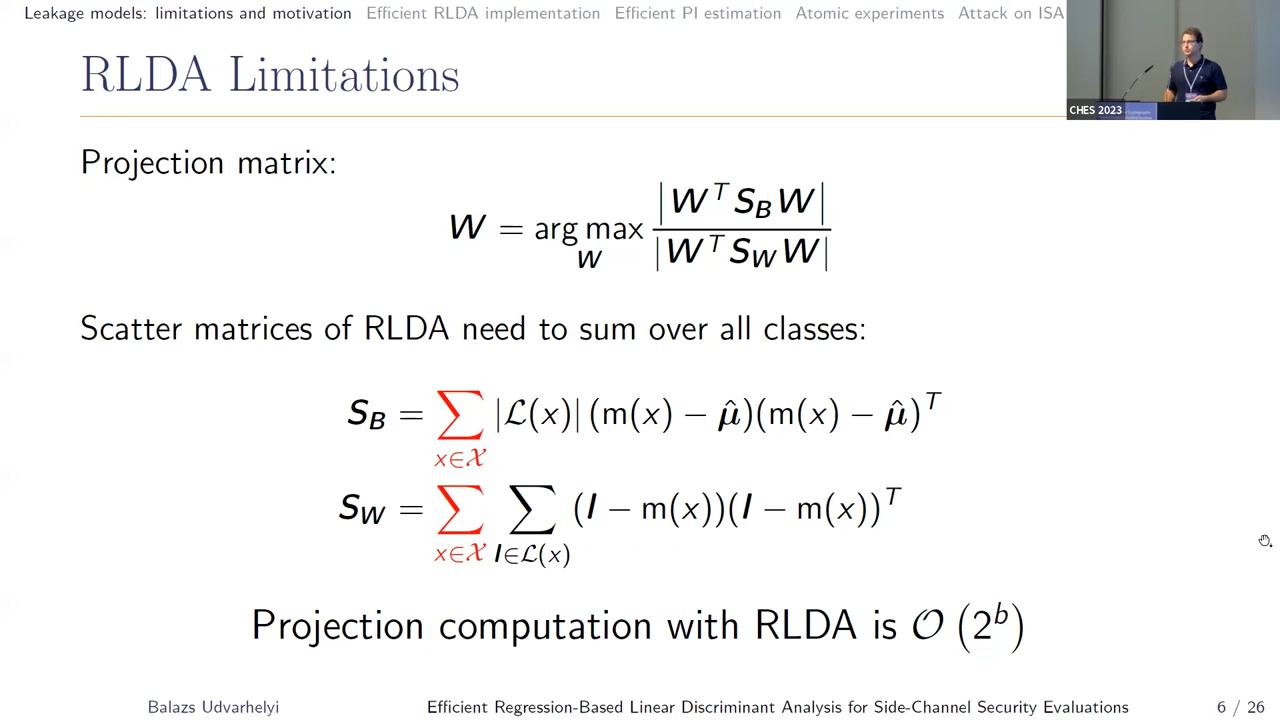 Leakage models: limitations and motivation Efficient RLDA implementation Efficient PI estimation Atomic experiments Attack on ISA
RLDA Limitations
CHES 2023
Projection matrix:
W = arg max_W |W^T S_B W| / |W^T S_W W|
Scatter matrices of RLDA need to sum over all classes:
S_B = ∑_{x∈𝒳} |ℒ(x)| (m(x) − μ̂)(m(x) − μ̂)^T
S_W = ∑_{x∈𝒳} ∑_{l∈ℒ(x)} (l − m(x))(l − m(x))^T
Projection computation with RLDA is 𝒪(2^b)
Balazs Udvarhelyi Efficient Regression-Based Linear Discriminant Analysis for Side-Channel Security Evaluations 6 / 26